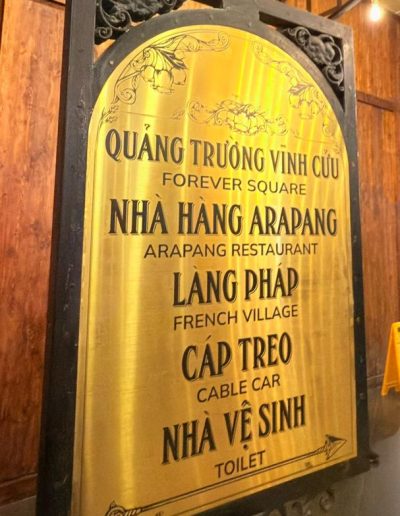 QUẢNG TRƯỜNG VĨNH CỬU
FOREVER SQUARE
NHÀ HÀNG ARAPANG
ARAPANG RESTAURANT
LÀNG PHÁP
FRENCH VILLAGE
CÁP TREO
CABLE CAR
NHÀ VỆ SINH
TOILET